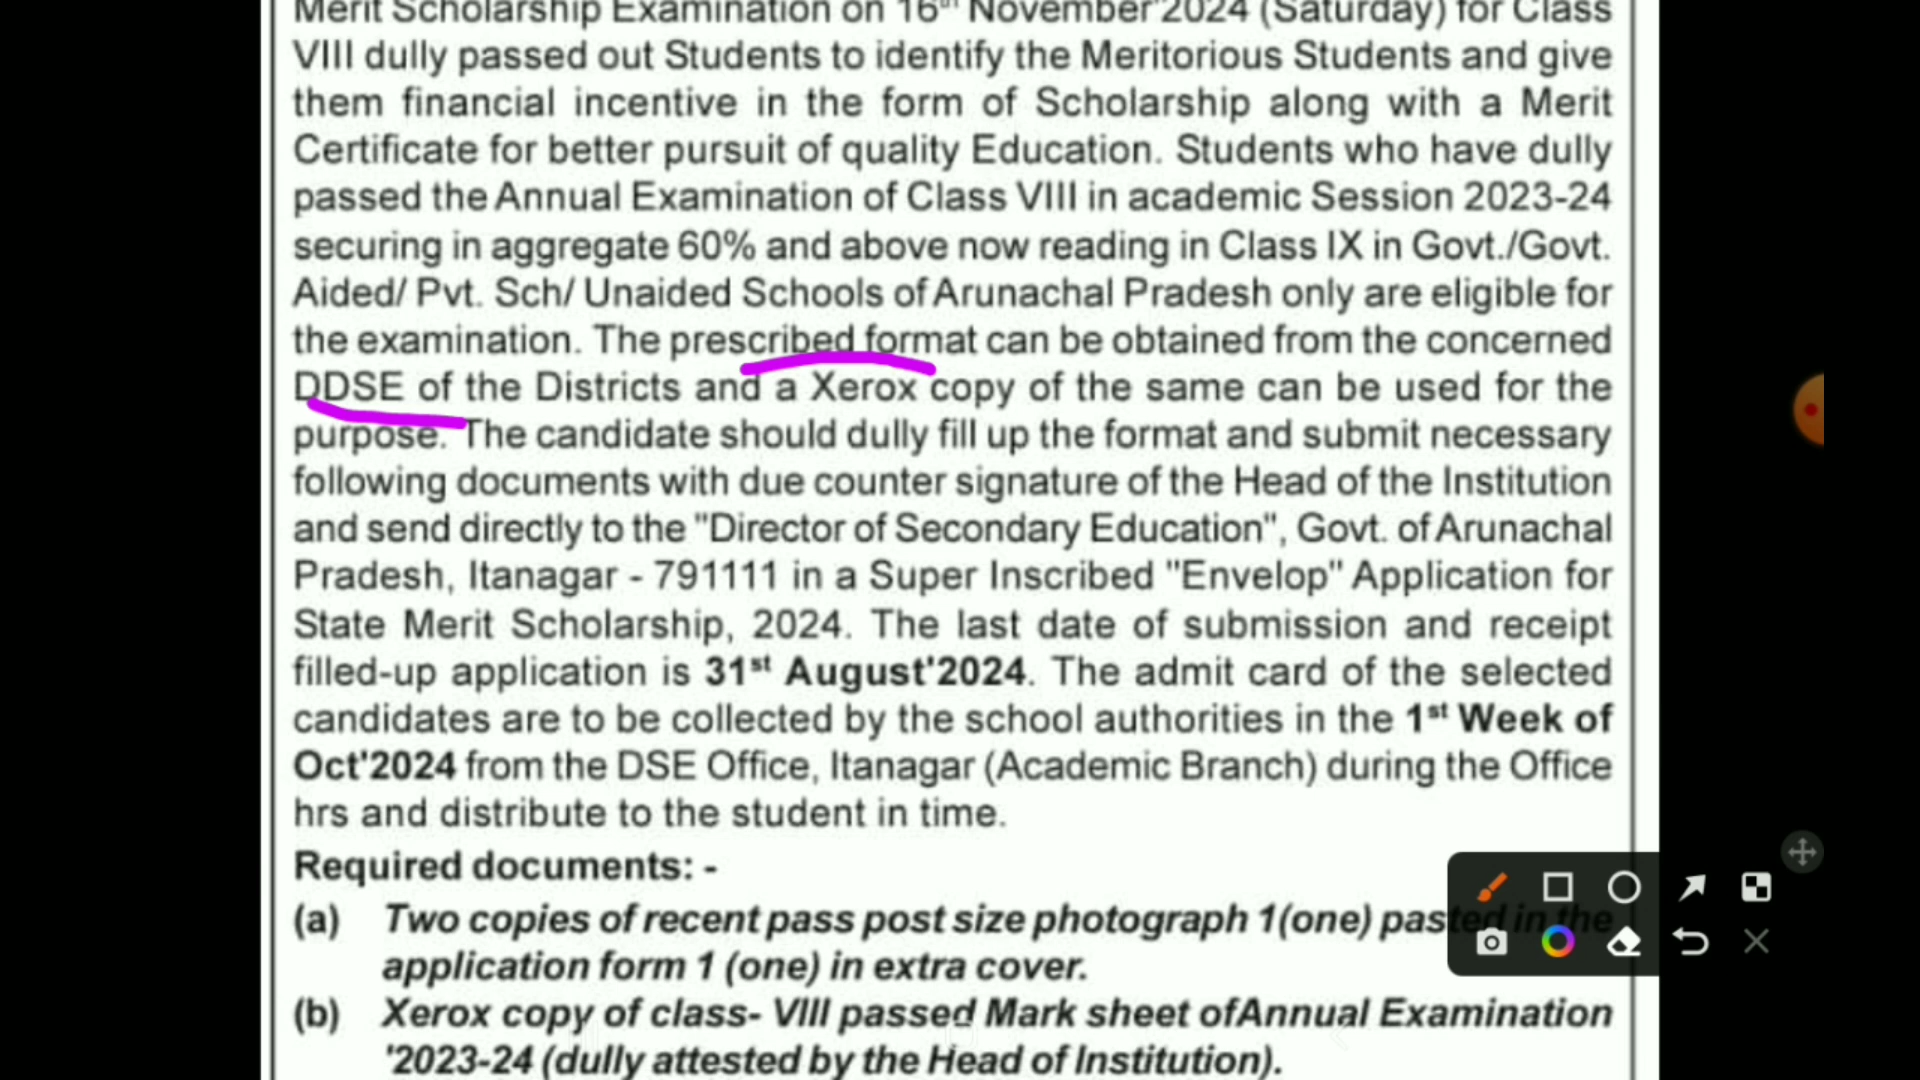 Merit Scholarship Examination on 16th November'2024 (Saturday) for Class
VIII dully passed out Students to identify the Meritorious Students and give
them financial incentive in the form of Scholarship along with a Merit
Certificate for better pursuit of quality Education. Students who have dully
passed the Annual Examination of Class VIII in academic Session 2023-24
securing in aggregate 60% and above now reading in Class IX in Govt./Govt.
Aided/ Pvt. Sch/ Unaided Schools of Arunachal Pradesh only are eligible for
the examination. The prescribed format can be obtained from the concerned
DDSE of the Districts and a Xerox copy of the same can be used for the
purpose. The candidate should dully fill up the format and submit necessary
following documents with due counter signature of the Head of the Institution
and send directly to the "Director of Secondary Education", Govt. of Arunachal
Pradesh, Itanagar - 791111 in a Super Inscribed "Envelop" Application for
State Merit Scholarship, 2024. The last date of submission and receipt
filled-up application is 31st August'2024. The admit card of the selected
candidates are to be collected by the school authorities in the 1st Week of
Oct'2024 from the DSE Office, Itanagar (Academic Branch) during the Office
hrs and distribute to the student in time.
Required documents: -
(a) Two copies of recent pass post size photograph 1(one) pasted in the
application form 1 (one) in extra cover.
(b) Xerox copy of class- VIII passed Mark sheet of Annual Examination
'2023-24 (dully attested by the Head of Institution).